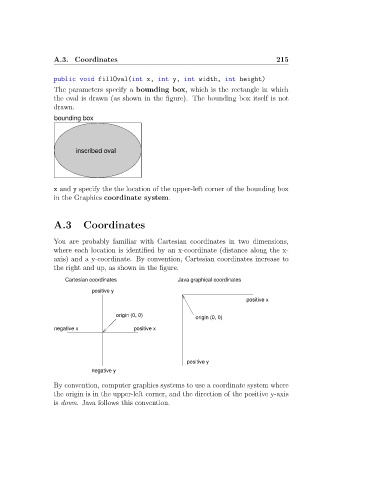 A.3. Coordinates 215
public void fillOval(int x, int y, int width, int height)
The parameters specify a bounding box, which is the rectangle in which
the oval is drawn (as shown in the figure). The bounding box itself is not
drawn.
bounding box
inscribed oval
x and y specify the the location of the upper-left corner of the bounding box
in the Graphics coordinate system.
A.3 Coordinates
You are probably familiar with Cartesian coordinates in two dimensions,
where each location is identified by an x-coordinate (distance along the x-
axis) and a y-coordinate. By convention, Cartesian coordinates increase to
the right and up, as shown in the figure.
Cartesian coordinates
positive y
origin (0, 0)
negative x
positive x
negative y
Java graphical coordinates
positive x
origin (0, 0)
positive y
By convention, computer graphics systems to use a coordinate system where
the origin is in the upper-left corner, and the direction of the positive y-axis
is down. Java follows this convention.